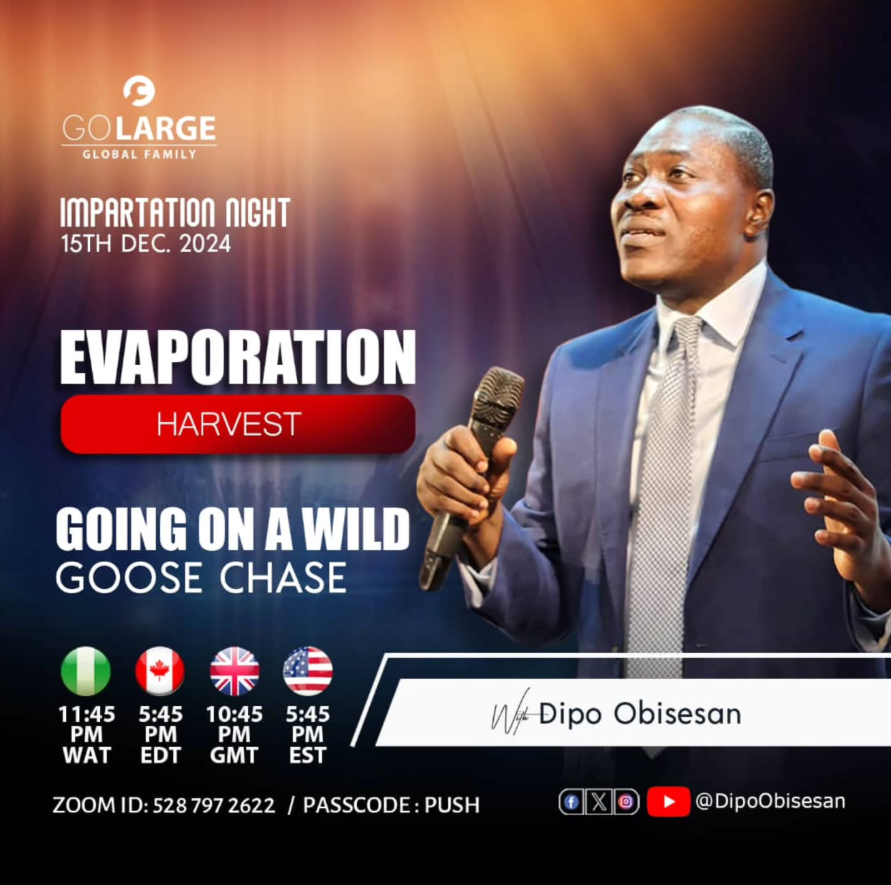 GOLARGE
GLOBAL FAMILY
IMPARTATION NIGHT
15TH DEC. 2024
EVAPORATION
HARVEST
GOING ON A WILD
GOOSE CHASE
11:45 PM WAT
5:45 PM EDT
10:45 PM GMT
5:45 PM EST
With Dipo Obisesan
ZOOM ID: 528 797 2622 / PASSCODE : PUSH
@DipoObisesan